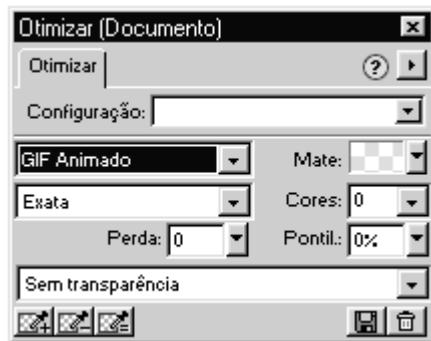 Otimizar (Documento)
Otimizar
Configuração:
GIF Animado
Mate:
Exata
Cores: 0
Perda: 0
Pontil.: 0%
Sem transparência